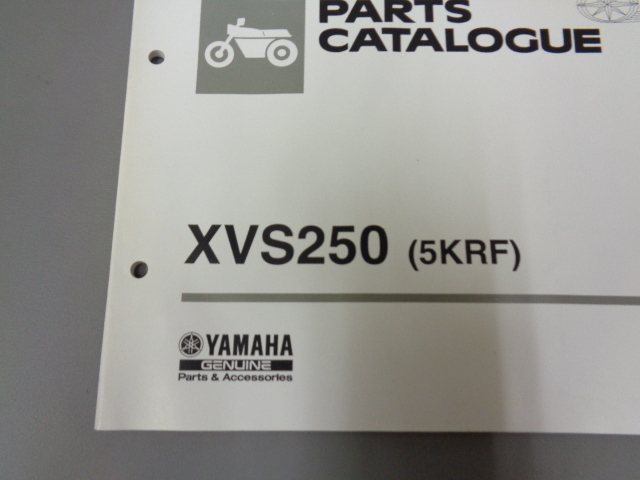 PARTS
CATALOGUE
XVS250 (5KRF)
YAMAHA
GENUINE
Parts & Accessories